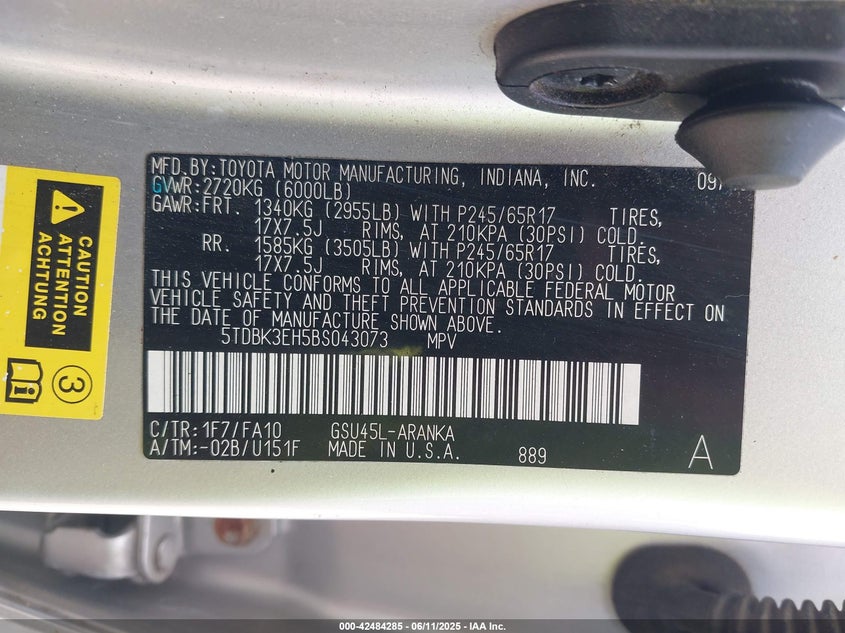 MFD.BY:TOYOTA MOTOR MANUFACTURING, INDIANA, INC. 09/
GVWR:2720KG (6000LB)
GAWR:FRT. 1340KG (2955LB) WITH P245/65R17 TIRES,
17X7.5J RIMS, AT 210KPA (30PSI) COLD.
RR. 1585KG (3505LB) WITH P245/65R17 TIRES,
17X7.5J RIMS, AT 210KPA (30PSI) COLD.
THIS VEHICLE CONFORMS TO ALL APPLICABLE FEDERAL MOTOR
VEHICLE SAFETY AND THEFT PREVENTION STANDARDS IN EFFECT ON
THE DATE OF MANUFACTURE SHOWN ABOVE.
5TDBK3EH5BS043073 MPV
C/TR:1F7/FA10 GSU45L-ARANKA
A/TM:-02B/U151F MADE IN U.S.A. 889 A
CAUTION
ATTENTION
ACHTUNG
3
000-42484285 - 06/11/2025 - IAA Inc.